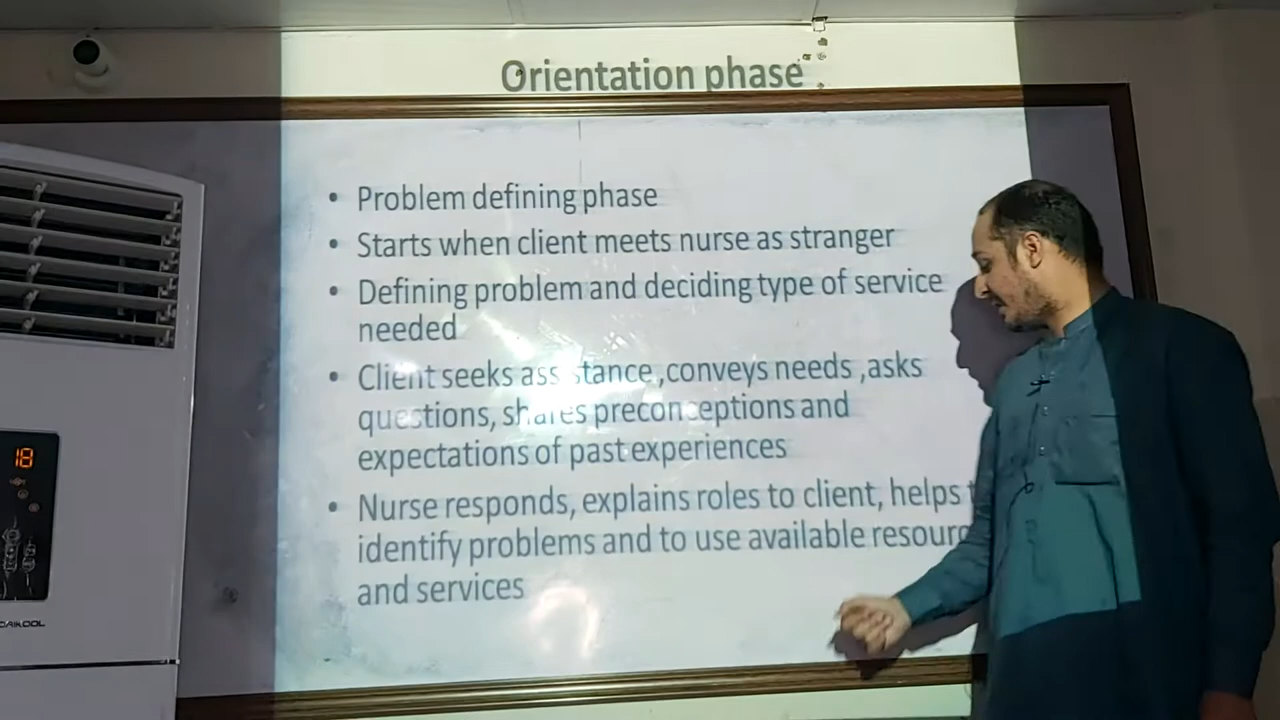 Orientation phase
• Problem defining phase
• Starts when client meets nurse as stranger
• Defining problem and deciding type of service
needed
• Client seeks assistance ,conveys needs ,asks
questions, shares preconceptions and
expectations of past experiences
• Nurse responds, explains roles to client, helps
identify problems and to use available
and services
18